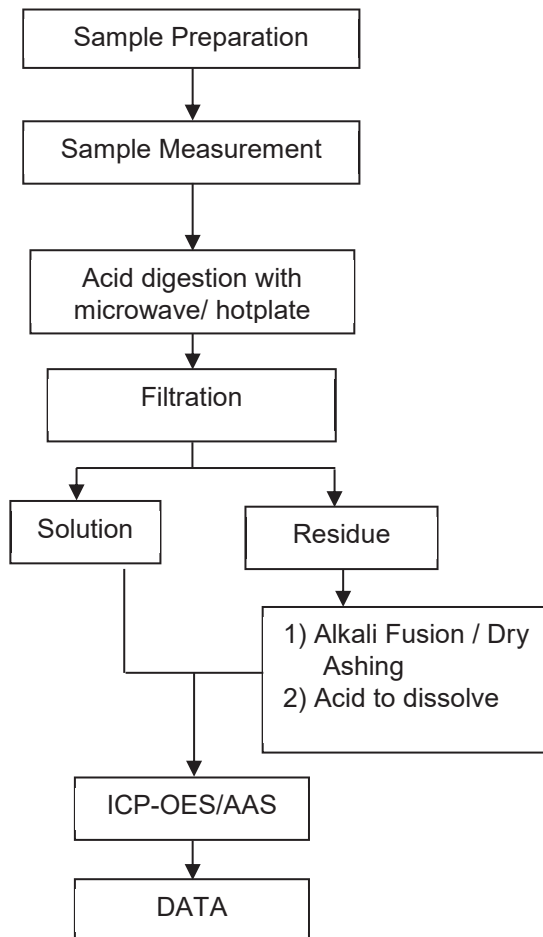 Sample Preparation
Sample Measurement
Acid digestion with
microwave/ hotplate
Filtration
Solution
Residue
1) Alkali Fusion / Dry
Ashing
2) Acid to dissolve
ICP-OES/AAS
DATA